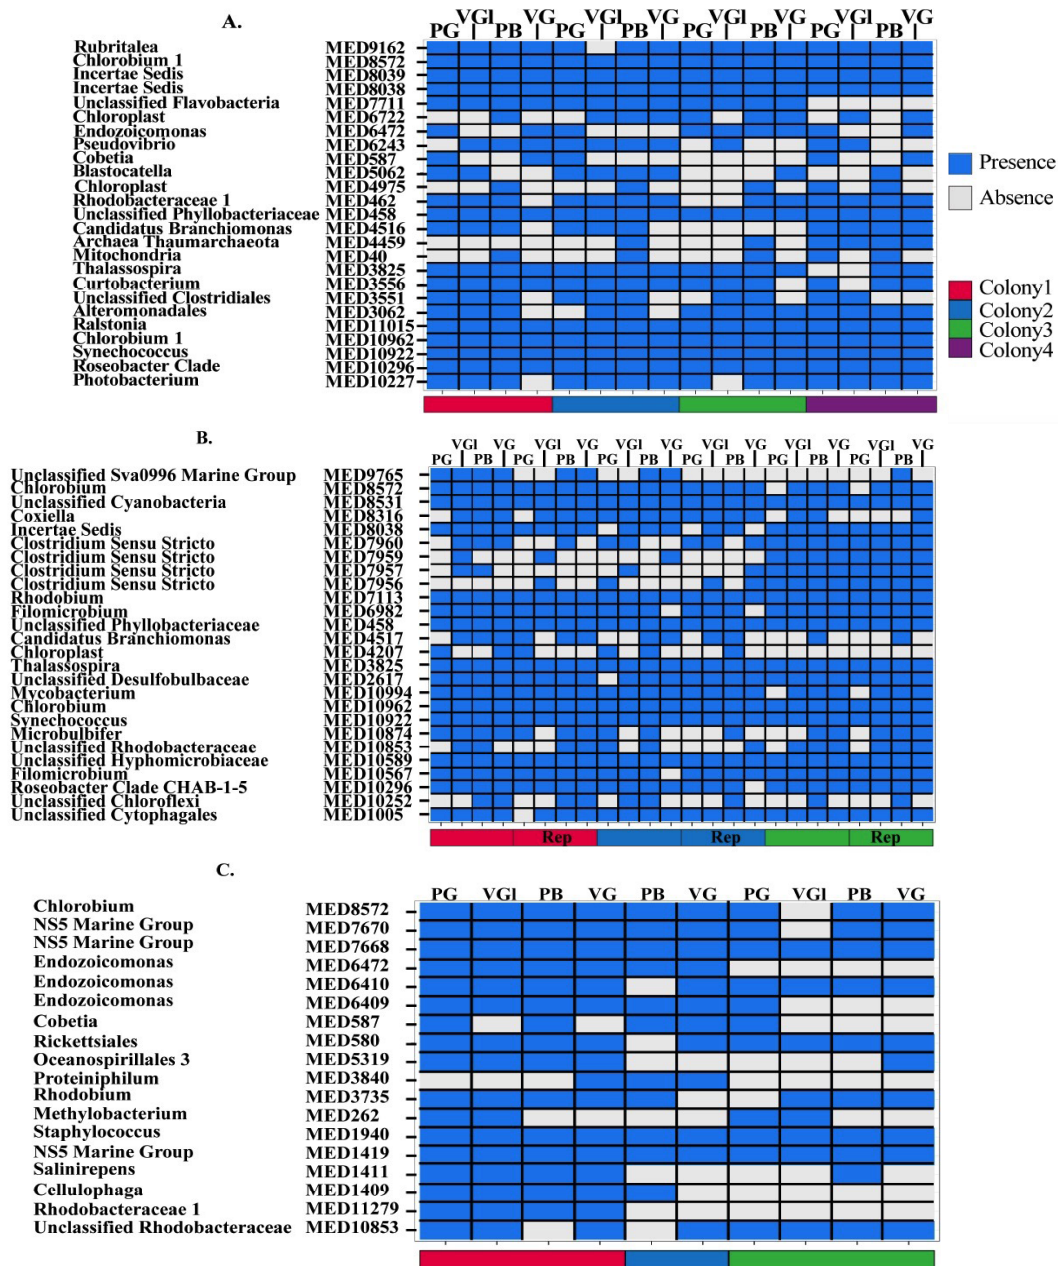 A.
VGl VG VGl VG VGl VG VGl VG
PG PB PG PB PG PB PG PB
Rubritalea MED9162
Chlorobium 1 MED8572
Incertae Sedis MED8039
Incertae Sedis MED8038
Unclassified Flavobacteria MED7711
Chloroplast MED6722
Endozoicomonas MED6472
Pseudovibrio MED6243
Cobetia MED587
Blastocatella MED5062
Chloroplast MED4975
Rhodobacteraceae 1 MED462
Unclassified Phyllobacteriaceae MED458
Candidatus Branchiomonas MED4516
Archaea Thaumarchaeota MED4459
Mitochondria MED40
Thalassospira MED3825
Curtobacterium MED3556
Unclassified Clostridiales MED3551
Alteromonadales MED3062
Ralstonia MED11015
Chlorobium 1 MED10962
Synechococcus MED10922
Roseobacter Clade MED10296
Photobacterium MED10227
Presence
Absence
Colony1
Colony2
Colony3
Colony4
B.
VGl VG VGl VG VGl VG VGl VG VGl VG VGl VG
PG PB PG PB PG PB PG PB PG PB PG PB
Unclassified Sva0996 Marine Group MED9765
Chlorobium MED8572
Unclassified Cyanobacteria MED8531
Coxiella MED8316
Incertae Sedis MED8038
Clostridium Sensu Stricto MED7960
Clostridium Sensu Stricto MED7959
Clostridium Sensu Stricto MED7957
Clostridium Sensu Stricto MED7956
Rhodobium MED7113
Filomicrobium MED6982
Unclassified Phyllobacteriaceae MED458
Candidatus Branchiomonas MED4517
Chloroplast MED4207
Thalassospira MED3825
Unclassified Desulfobulbaceae MED2617
Mycobacterium MED10994
Chlorobium MED10962
Synechococcus MED10922
Microbulbifer MED10874
Unclassified Rhodobacteraceae MED10853
Unclassified Hyphomicrobiaceae MED10589
Filomicrobium MED10567
Roseobacter Clade CHAB-1-5 MED10296
Unclassified Chloroflexi MED10252
Unclassified Cytophagales MED1005
Rep Rep Rep
C.
PG VGl PB VG PB VG PG VGl PB VG
Chlorobium MED8572
NS5 Marine Group MED7670
NS5 Marine Group MED7668
Endozoicomonas MED6472
Endozoicomonas MED6410
Endozoicomonas MED6409
Cobetia MED587
Rickettsiales MED580
Oceanospirillales 3 MED5319
Proteiniphilum MED3840
Rhodobium MED3735
Methylobacterium MED262
Staphylococcus MED1940
NS5 Marine Group MED1419
Salinirepens MED1411
Cellulophaga MED1409
Rhodobacteraceae 1 MED11279
Unclassified Rhodobacteraceae MED10853